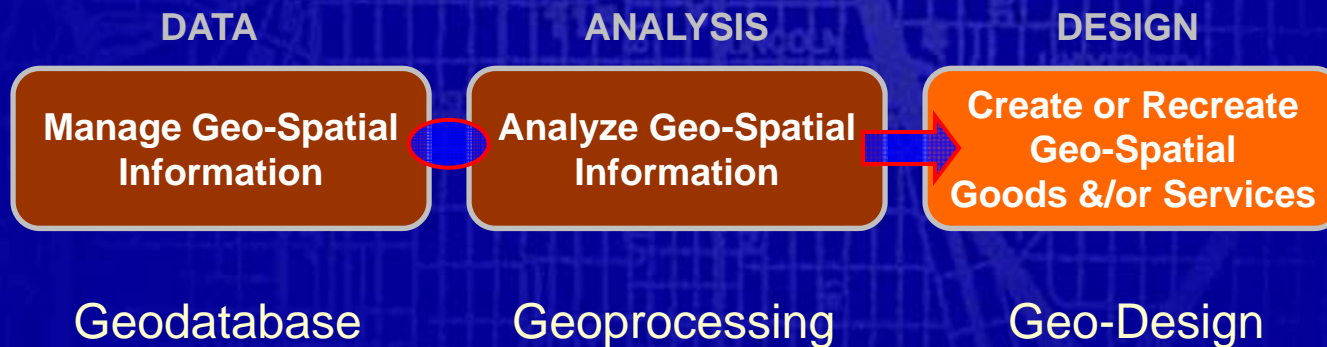 DATA
ANALYSIS
DESIGN
Manage Geo-Spatial
Information
Analyze Geo-Spatial
Information
Create or Recreate
Geo-Spatial
Goods &/or Services
Geodatabase
Geoprocessing
Geo-Design
LINCOLN